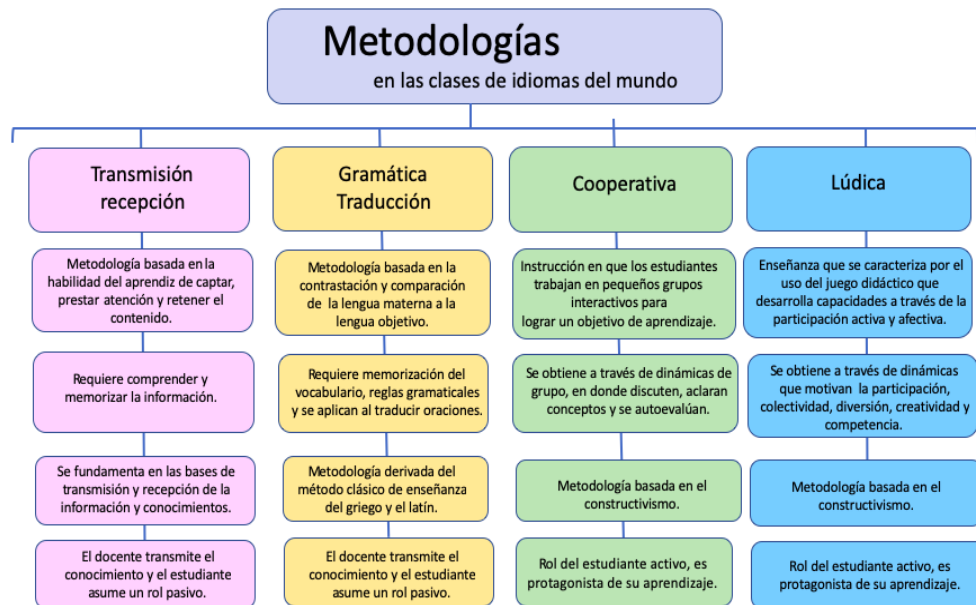 Metodologías
en las clases de idiomas del mundo
Transmisión
recepción
Metodología basada en la
habilidad del aprendiz de captar,
prestar atención y retener el
contenido.
Requiere comprender y
memorizar la información.
Se fundamenta en las bases de
transmisión y recepción de la
información y conocimientos.
El docente transmite el
conocimiento y el estudiante
asume un rol pasivo.
Gramática
Traducción
Metodología basada en la
contrastación y comparación
de la lengua materna a la
lengua objetivo.
Requiere memorización del
vocabulario, reglas gramaticales
y se aplican al traducir oraciones.
Metodología derivada del
método clásico de enseñanza
del griego y el latín.
El docente transmite el
conocimiento y el estudiante
asume un rol pasivo.
Cooperativa
Instrucción en que los estudiantes
trabajan en pequeños grupos
interactivos para
lograr un objetivo de aprendizaje.
Se obtiene a través de dinámicas de
grupo, en donde discuten, aclaran
conceptos y se autoevalúan.
Metodología basada en el
constructivismo.
Rol del estudiante activo, es
protagonista de su aprendizaje.
Lúdica
Enseñanza que se caracteriza por el
uso del juego didáctico que
desarrolla capacidades a través de la
participación activa y afectiva.
Se obtiene a través de dinámicas
que motivan la participación,
colectividad, diversión, creatividad y
competencia.
Metodología basada en el
constructivismo.
Rol del estudiante activo, es
protagonista de su aprendizaje.